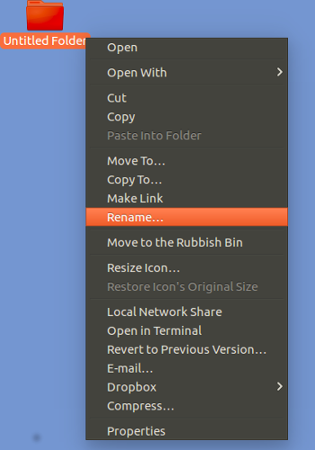 Untitled Folder
Open
Open With
Cut
Copy
Paste Into Folder
Move To...
Copy To...
Make Link
Rename...
Move to the Rubbish Bin
Resize Icon...
Restore Icon's Original Size
Local Network Share
Open in Terminal
Revert to Previous Version...
E-mail...
Dropbox
Compress...
Properties